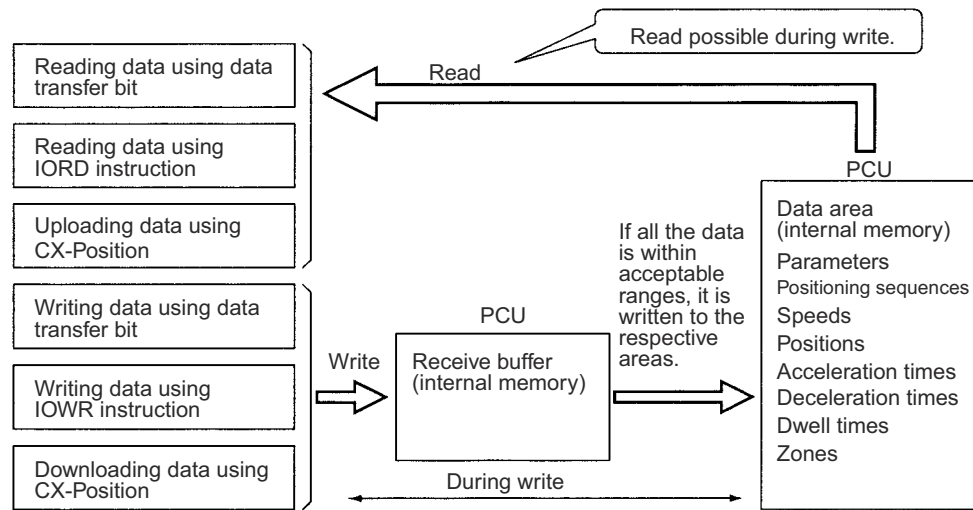 Read possible during write.
Read
Reading data using data
transfer bit
Reading data using
IORD instruction
Uploading data using
CX-Position
Writing data using data
transfer bit
Writing data using
IOWR instruction
Downloading data using
CX-Position
Write
PCU
Receive buffer
(internal memory)
During write
If all the data
is within
acceptable
ranges, it is
written to the
respective
areas.
PCU
Data area
(internal memory)
Parameters
Positioning sequences
Speeds
Positions
Acceleration times
Deceleration times
Dwell times
Zones